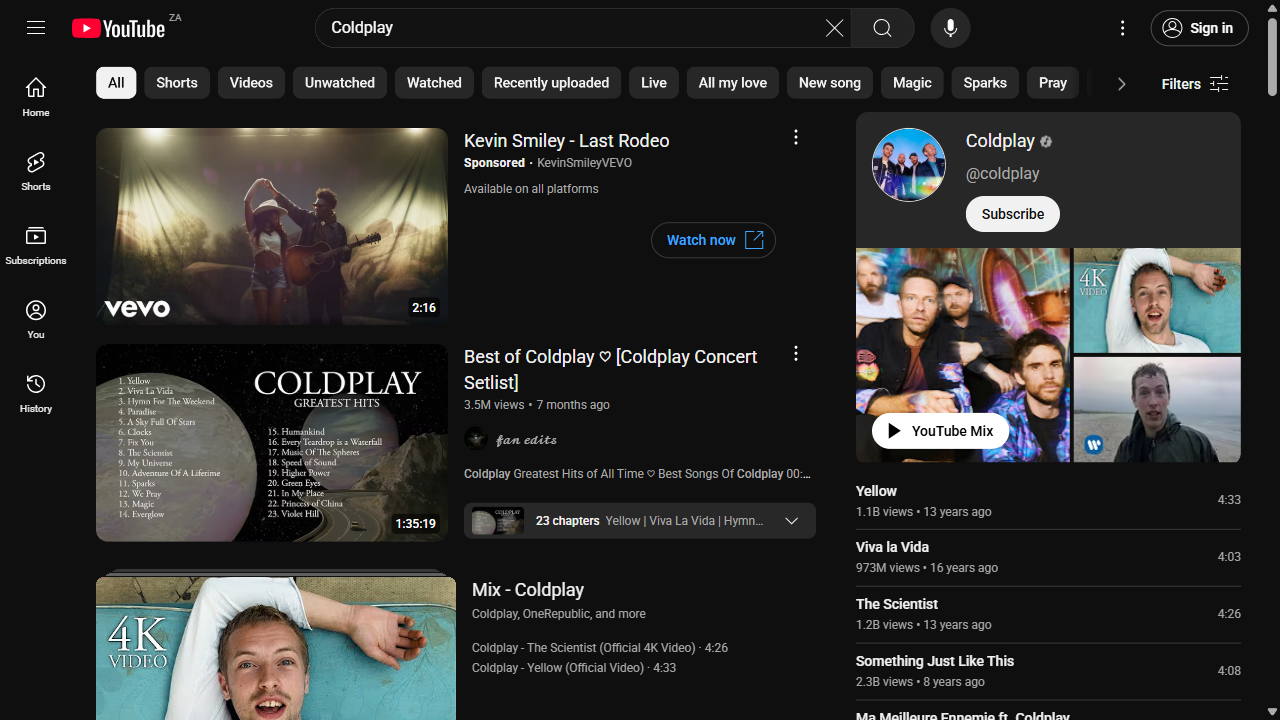 YouTube ZA
Coldplay
Sign in
Home
Shorts
Subscriptions
You
History
All
Shorts
Videos
Unwatched
Watched
Recently uploaded
Live
All my love
New song
Magic
Sparks
Pray
Filters
vevo
2:16
Kevin Smiley - Last Rodeo
Sponsored · KevinSmileyVEVO
Available on all platforms
Watch now
COLDPLAY
GREATEST HITS
1. Yellow
2. Viva La Vida
3. Hymn For The Weekend
4. Paradise
5. A Sky Full Of Stars
6. Clocks
7. Fix You
8. The Scientist
9. My Universe
10. Adventure Of A Lifetime
11. Sparks
12. We Pray
13. Magic
14. Everglow
15. Humankind
16. Every Teardrop is a Waterfall
17. Music Of The Spheres
18. Speed of Sound
19. Higher Power
20. Green Eyes
21. In My Place
22. Princess of China
23. Violet Hill
1:35:19
Best of Coldplay ♡ [Coldplay Concert
Setlist]
3.5M views • 7 months ago
fan edits
Coldplay Greatest Hits of All Time ♡ Best Songs Of Coldplay 00:...
23 chapters Yellow | Viva La Vida | Hymn...
4K
VIDEO
Mix - Coldplay
Coldplay, OneRepublic, and more
Coldplay - The Scientist (Official 4K Video) · 4:26
Coldplay - Yellow (Official Video) · 4:33
Coldplay
@coldplay
Subscribe
4K
VIDEO
YouTube Mix
Yellow
1.1B views • 13 years ago
4:33
Viva la Vida
973M views • 16 years ago
4:03
The Scientist
1.2B views • 13 years ago
4:26
Something Just Like This
2.3B views • 8 years ago
4:08
Ma Meilleure Ennemie ft. Coldplay